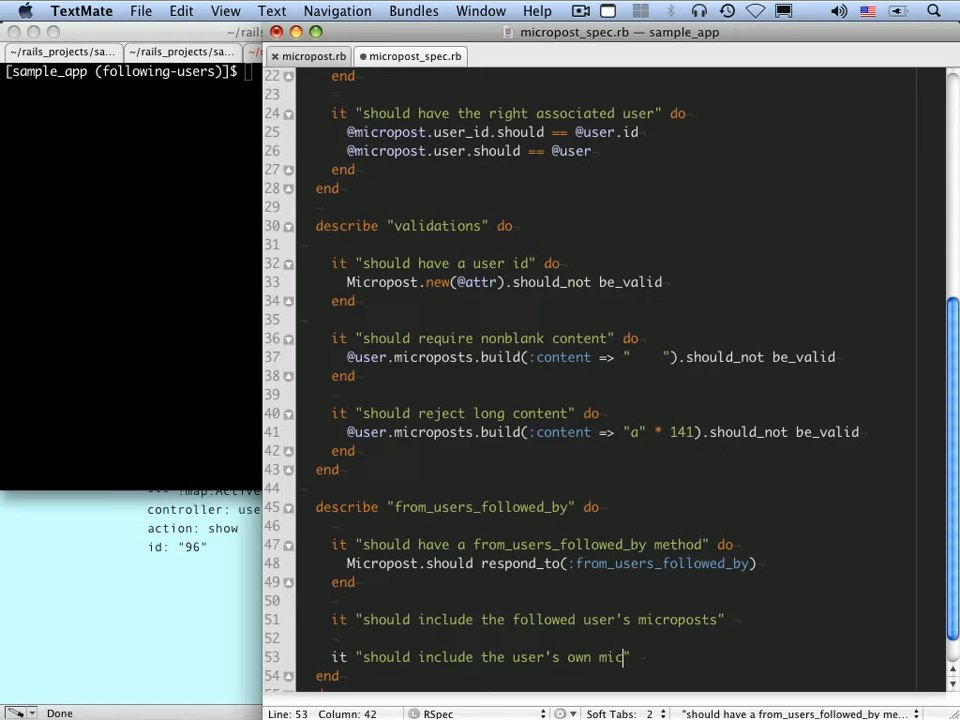 TextMate File Edit View Text Navigation Bundles Window Help
~/rails_
micropost_spec.rb — sample_app
~/rails_projects/sa... ~/rails_projects/sa...
micropost.rb micropost_spec.rb
[sample_app (following-users)]$
22 end
23
24 it "should have the right associated user" do
25 @micropost.user_id.should == @user.id
26 @micropost.user.should == @user
27 end
28 end
29
30 describe "validations" do
31
32 it "should have a user id" do
33 Micropost.new(@attr).should_not be_valid
34 end
35
36 it "should require nonblank content" do
37 @user.microposts.build(:content => "    ").should_not be_valid
38 end
39
40 it "should reject long content" do
41 @user.microposts.build(:content => "a" * 141).should_not be_valid
42 end
43 end
44
45 describe "from_users_followed_by" do
46
47 it "should have a from_users_followed_by method" do
48 Micropost.should respond_to(:from_users_followed_by)
49 end
50
51 it "should include the followed user's microposts"
52
53 it "should include the user's own mic"
54 end
controller: use
action: show
id: "96"
Done
Line: 53 Column: 42 RSpec Soft Tabs: 2 "should have a from_users_followed_by me...